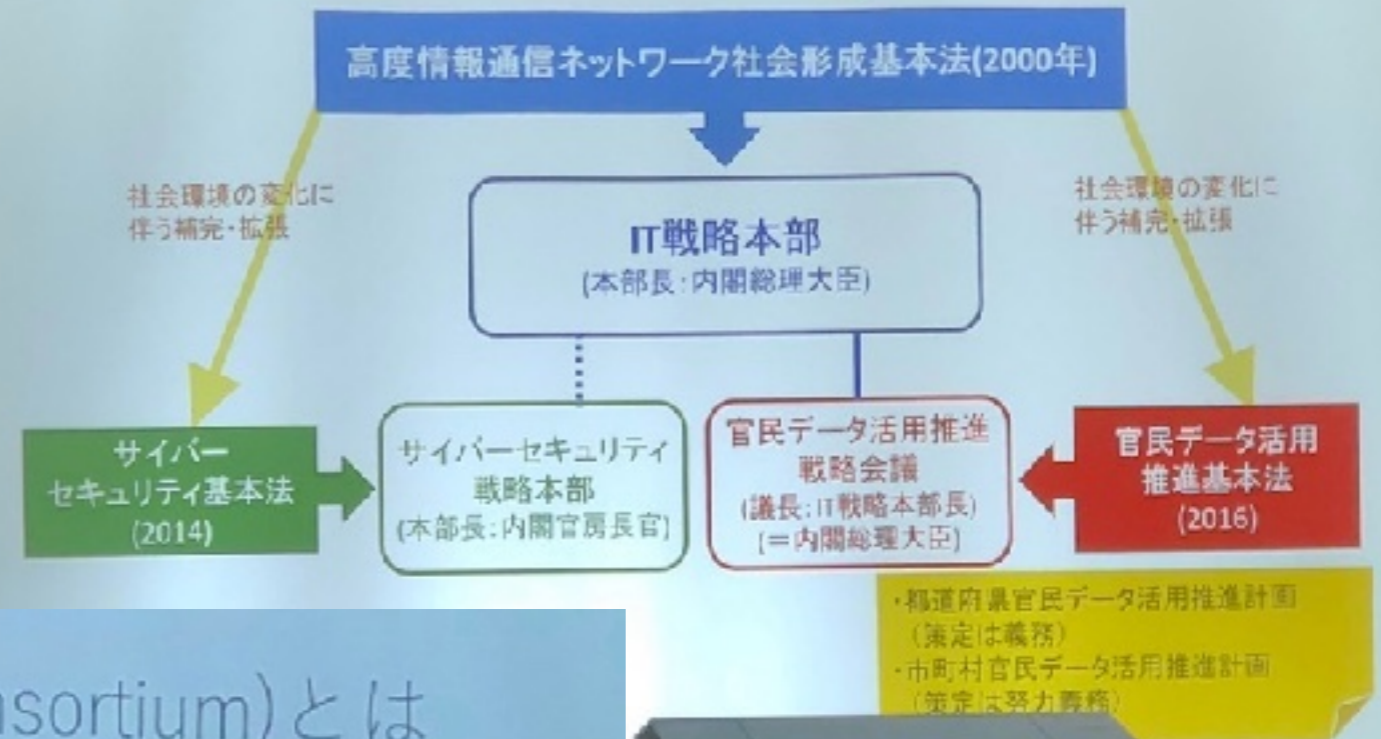 高度情報通信ネットワーク社会形成基本法(2000年)
社会環境の変化に
伴う補完・拡張
社会環境の変化に
伴う補完・拡張
IT戦略本部
(本部長:内閣総理大臣)
サイバー
セキュリティ基本法
(2014)
サイバーセキュリティ
戦略本部
(本部長:内閣官房長官)
官民データ活用推進
戦略会議
(議長:IT戦略本部長)
(=内閣総理大臣)
官民データ活用
推進基本法
(2016)
・都道府県官民データ活用推進計画
(策定は義務)
・市町村官民データ活用推進計画
(策定は努力義務)
nsortium)とは